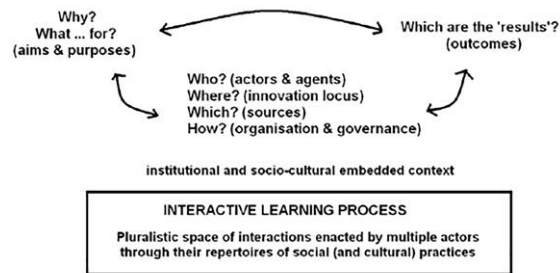 Why?
What ... for?
(aims & purposes)
Which are the 'results'?
(outcomes)
Who? (actors & agents)
Where? (innovation locus)
Which? (sources)
How? (organisation & governance)
institutional and socio-cultural embedded context
INTERACTIVE LEARNING PROCESS
Pluralistic space of interactions enacted by multiple actors
through their repertoires of social (and cultural) practices